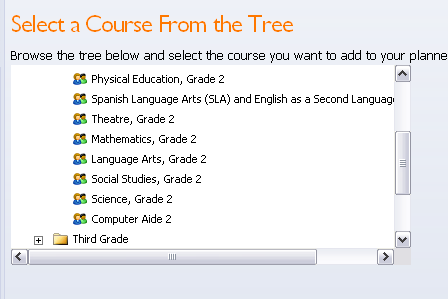 Select a Course From the Tree
Browse the tree below and select the course you want to add to your planne
Physical Education, Grade 2
Spanish Language Arts (SLA) and English as a Second Languag
Theatre, Grade 2
Mathematics, Grade 2
Language Arts, Grade 2
Social Studies, Grade 2
Science, Grade 2
Computer Aide 2
Third Grade